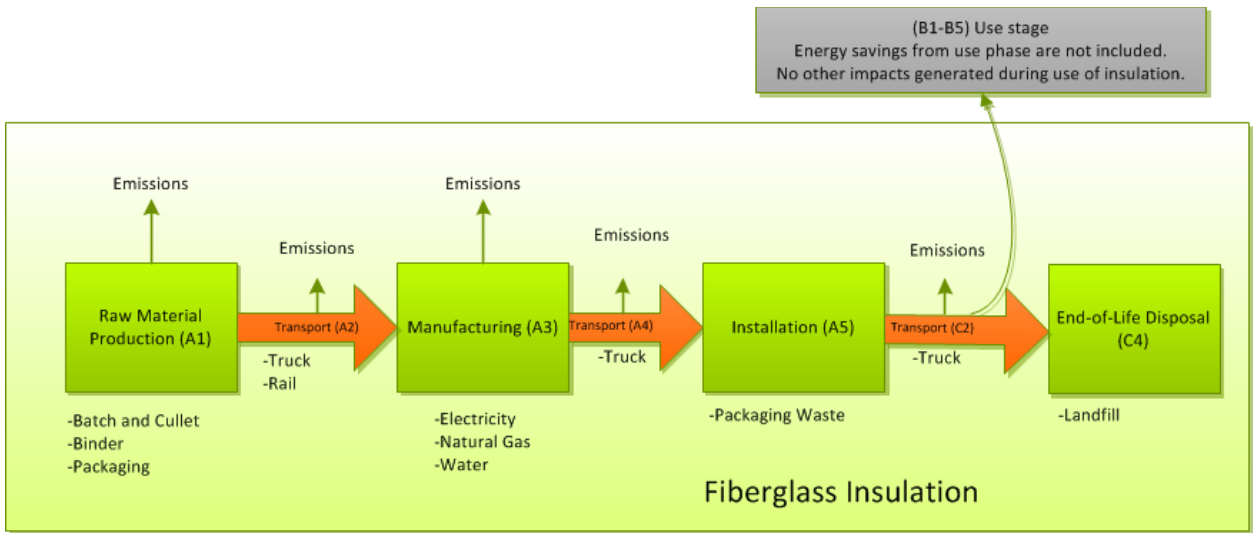 (B1-B5) Use stage
Energy savings from use phase are not included.
No other impacts generated during use of insulation.
Emissions
Emissions
Emissions
Emissions
Emissions
Raw Material
Production (A1)
Transport (A2)
-Truck
-Rail
Manufacturing (A3)
Transport (A4)
-Truck
Installation (A5)
Transport (C2)
-Truck
End-of-Life Disposal
(C4)
-Batch and Cullet
-Binder
-Packaging
-Electricity
-Natural Gas
-Water
-Packaging Waste
-Landfill
Fiberglass Insulation